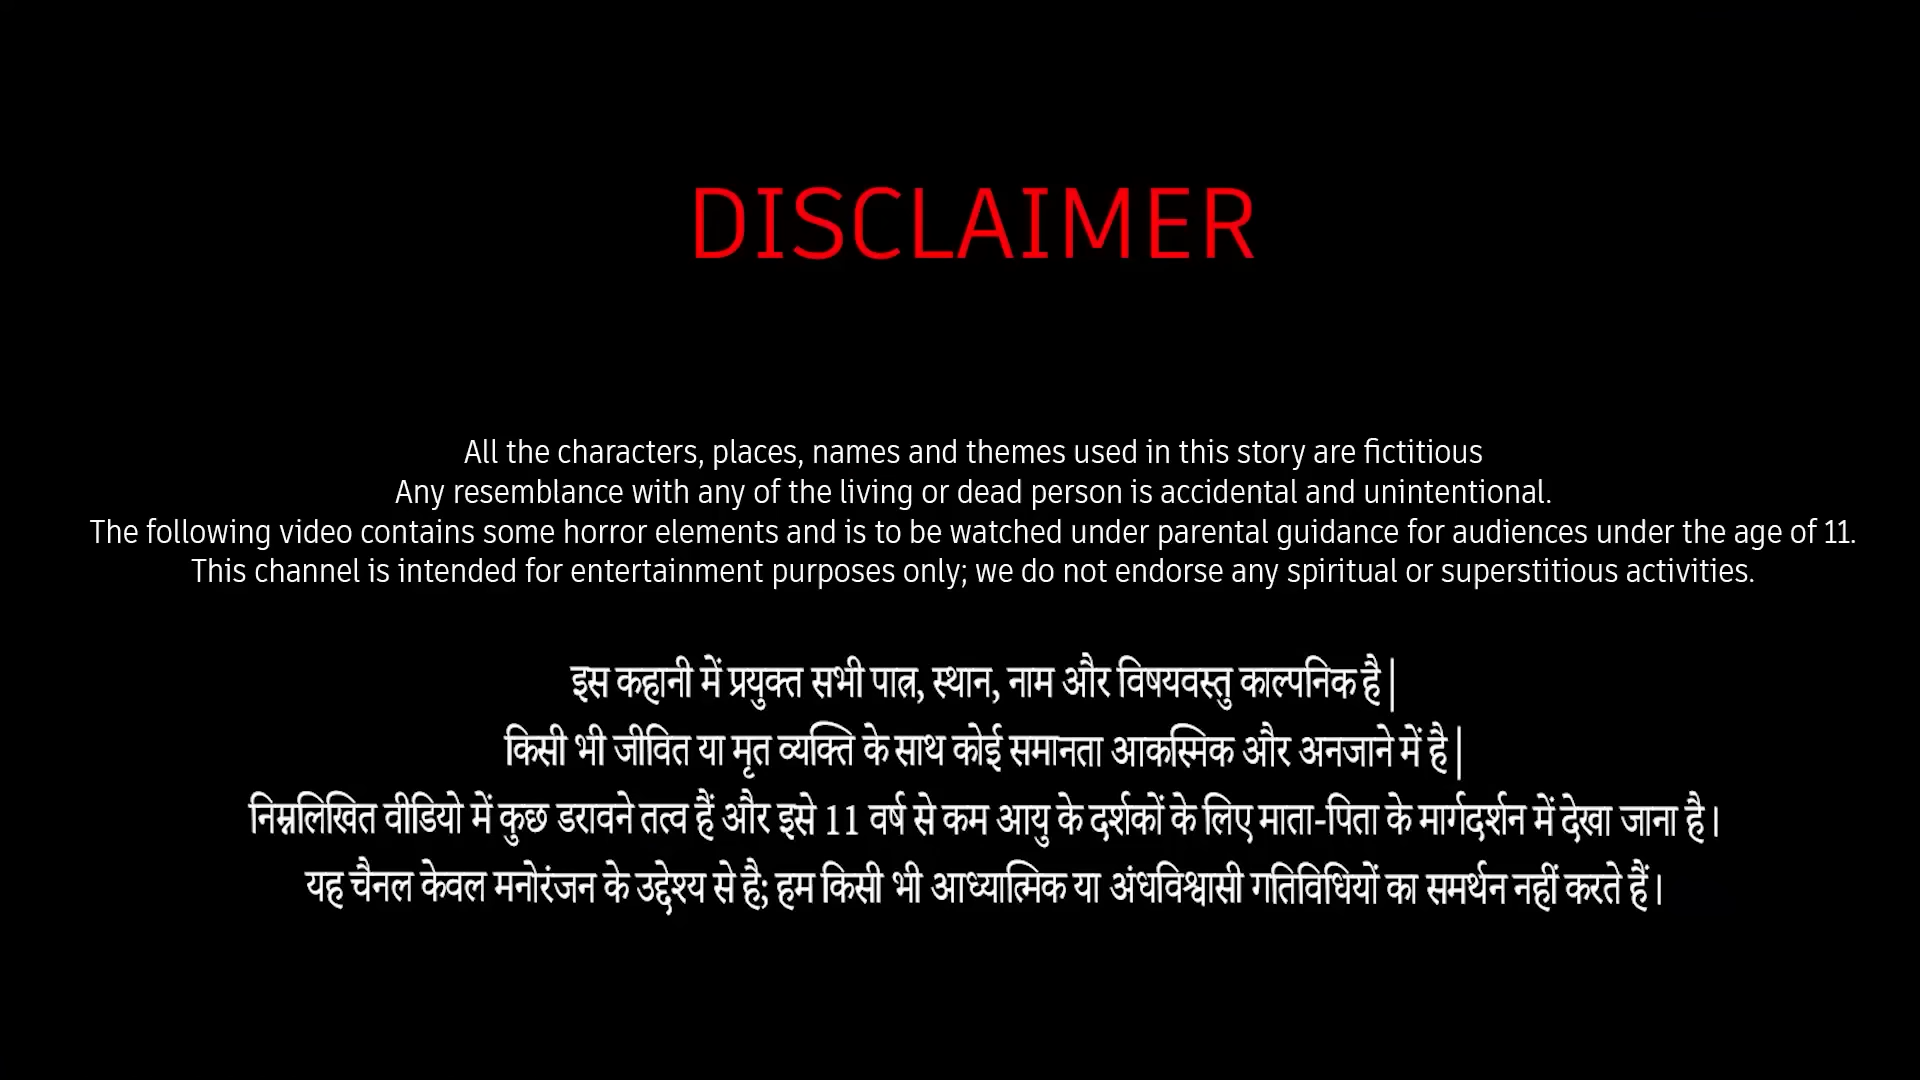 DISCLAIMER
All the characters, places, names and themes used in this story are fictitious
Any resemblance with any of the living or dead person is accidental and unintentional.
The following video contains some horror elements and is to be watched under parental guidance for audiences under the age of 11.
This channel is intended for entertainment purposes only; we do not endorse any spiritual or superstitious activities.
इस कहानी में प्रयुक्त सभी पात्र, स्थान, नाम और विषयवस्तु काल्पनिक है|
किसी भी जीवित या मृत व्यक्ति के साथ कोई समानता आकस्मिक और अनजाने में है|
निम्नलिखित वीडियो में कुछ डरावने तत्व हैं और इसे 11 वर्ष से कम आयु के दर्शकों के लिए माता-पिता के मार्गदर्शन में देखा जाना है।
यह चैनल केवल मनोरंजन के उद्देश्य से है; हम किसी भी आध्यात्मिक या अंधविश्वासी गतिविधियों का समर्थन नहीं करते हैं।